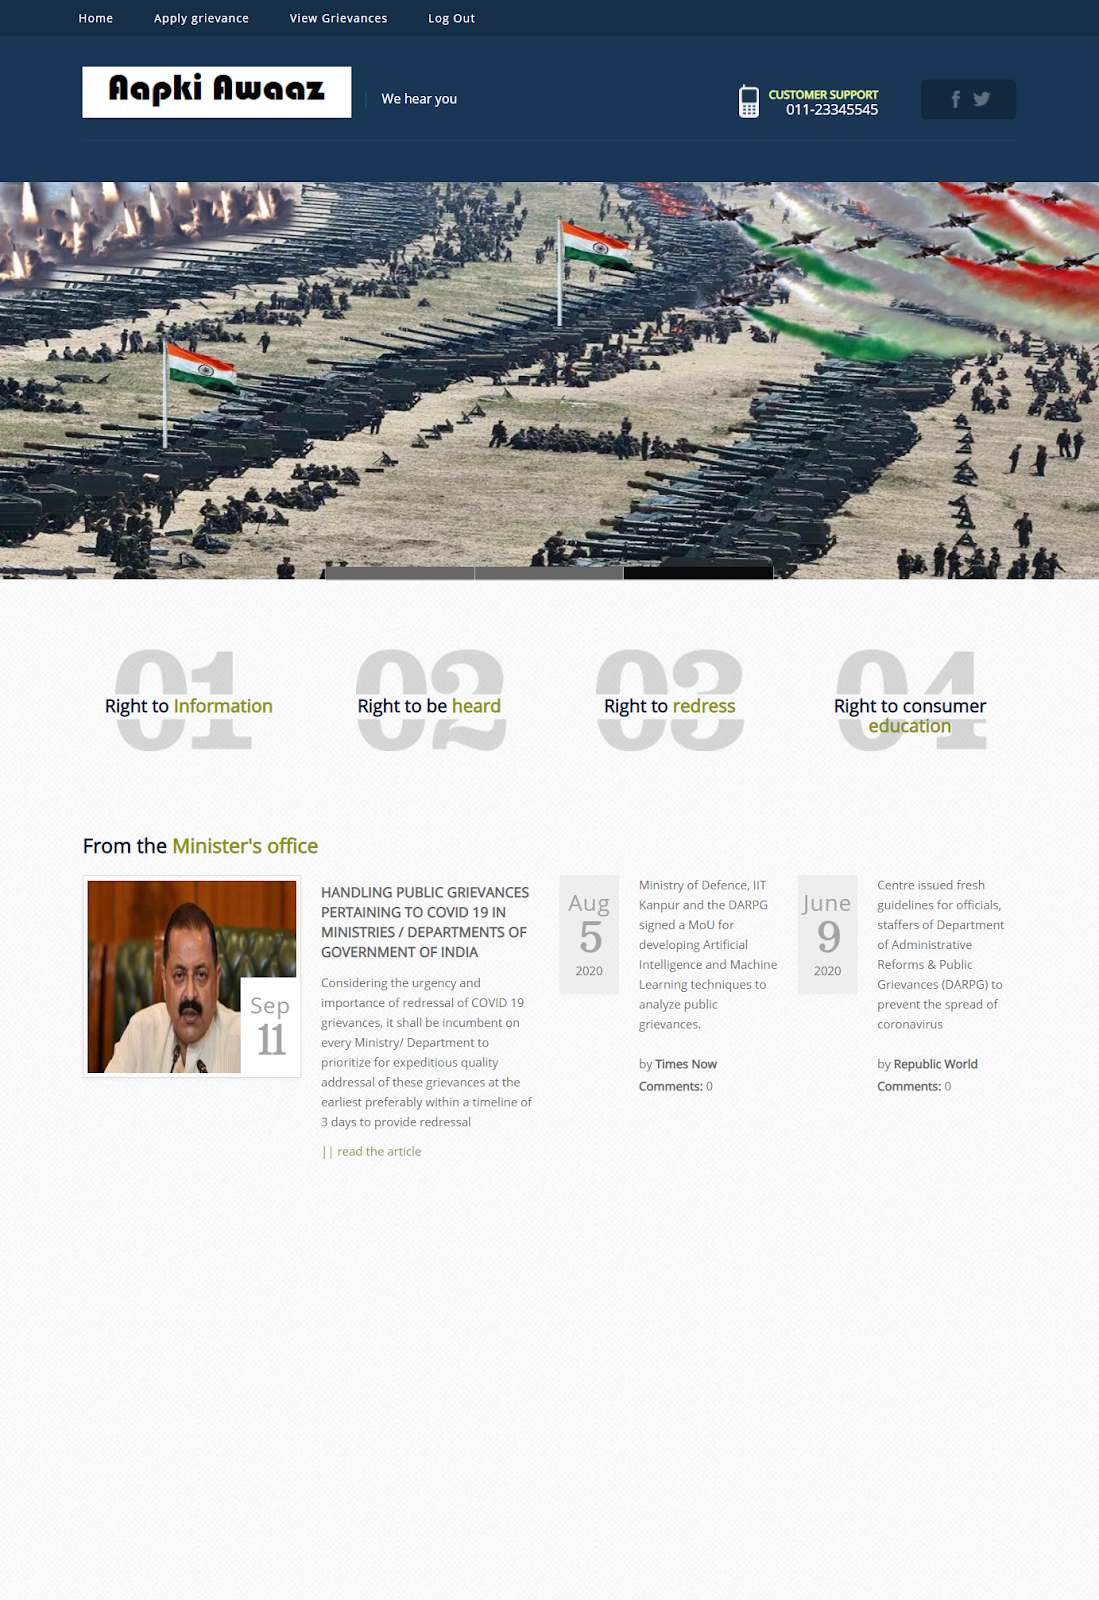 Home Apply grievance View Grievances Log Out
Aapki Awaaz
We hear you
CUSTOMER SUPPORT
011-23345545
01
Right to Information
02
Right to be heard
03
Right to redress
04
Right to consumer
education
From the Minister's office
Sep
11
HANDLING PUBLIC GRIEVANCES
PERTAINING TO COVID 19 IN
MINISTRIES / DEPARTMENTS OF
GOVERNMENT OF INDIA
Considering the urgency and
importance of redressal of COVID 19
grievances, it shall be incumbent on
every Ministry/ Department to
prioritize for expeditious quality
addressal of these grievances at the
earliest preferably within a timeline of
3 days to provide redressal
|| read the article
Aug
5
2020
Ministry of Defence, IIT
Kanpur and the DARPG
signed a MoU for
developing Artificial
Intelligence and Machine
Learning techniques to
analyze public
grievances.
by Times Now
Comments: 0
June
9
2020
Centre issued fresh
guidelines for officials,
staffers of Department
of Administrative
Reforms & Public
Grievances (DARPG) to
prevent the spread of
coronavirus
by Republic World
Comments: 0